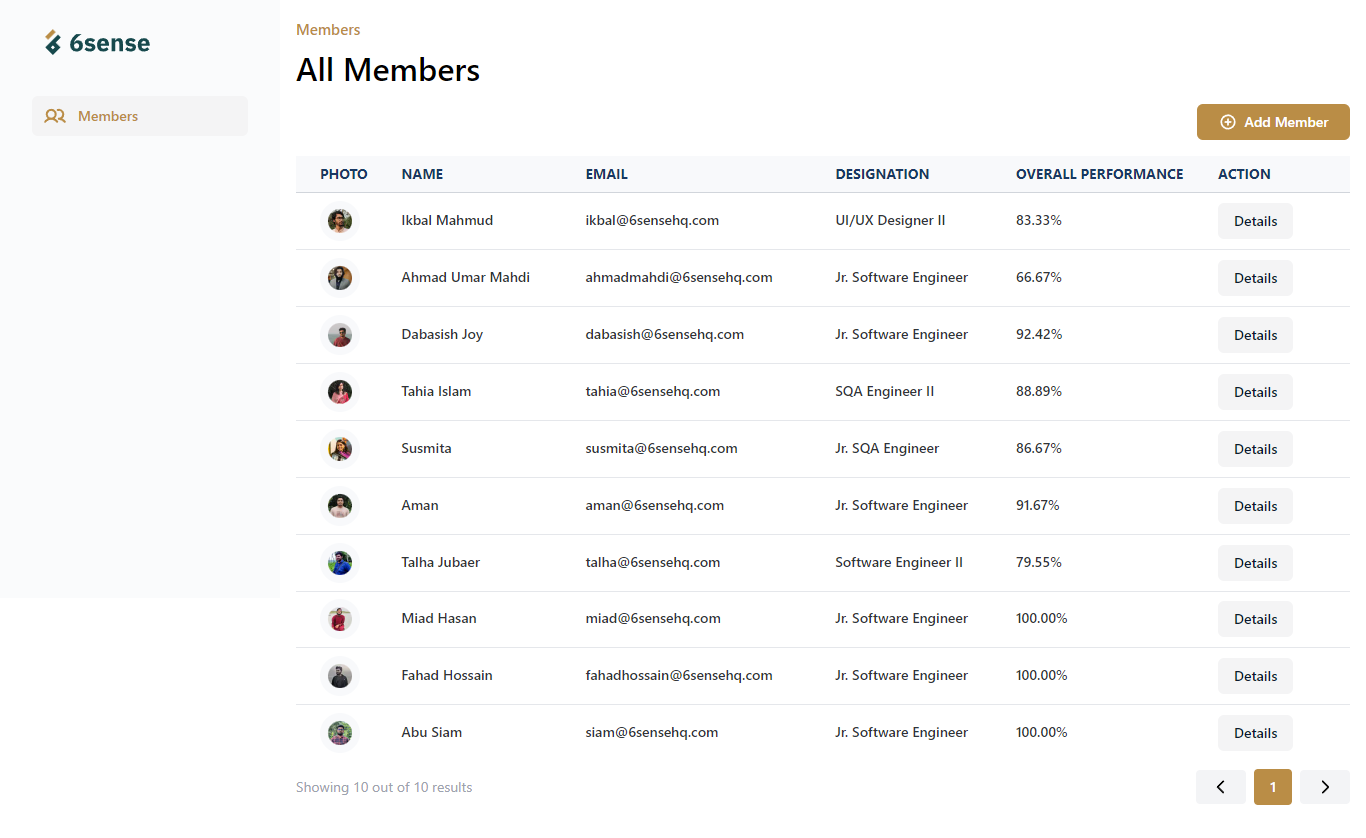 6sense
Members
Members
All Members
Add Member
PHOTO NAME EMAIL DESIGNATION OVERALL PERFORMANCE ACTION
Ikbal Mahmud ikbal@6sensehq.com UI/UX Designer II 83.33% Details
Ahmad Umar Mahdi ahmadmahdi@6sensehq.com Jr. Software Engineer 66.67% Details
Dabasish Joy dabasish@6sensehq.com Jr. Software Engineer 92.42% Details
Tahia Islam tahia@6sensehq.com SQA Engineer II 88.89% Details
Susmita susmita@6sensehq.com Jr. SQA Engineer 86.67% Details
Aman aman@6sensehq.com Jr. Software Engineer 91.67% Details
Talha Jubaer talha@6sensehq.com Software Engineer II 79.55% Details
Miad Hasan miad@6sensehq.com Jr. Software Engineer 100.00% Details
Fahad Hossain fahadhossain@6sensehq.com Jr. Software Engineer 100.00% Details
Abu Siam siam@6sensehq.com Jr. Software Engineer 100.00% Details
Showing 10 out of 10 results 1